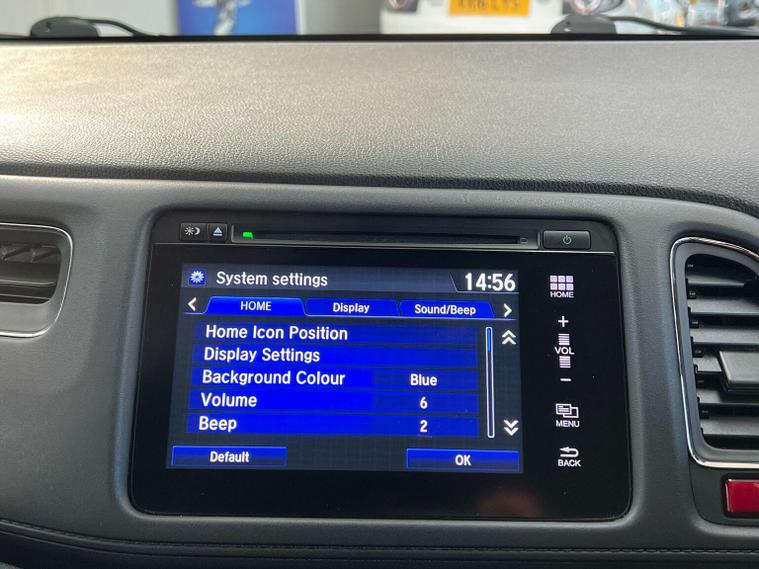 System settings 14:56
HOME Display Sound/Beep
Home Icon Position
Display Settings
Background Colour Blue
Volume 6
Beep 2
Default OK
HOME
+
VOL
−
MENU
BACK